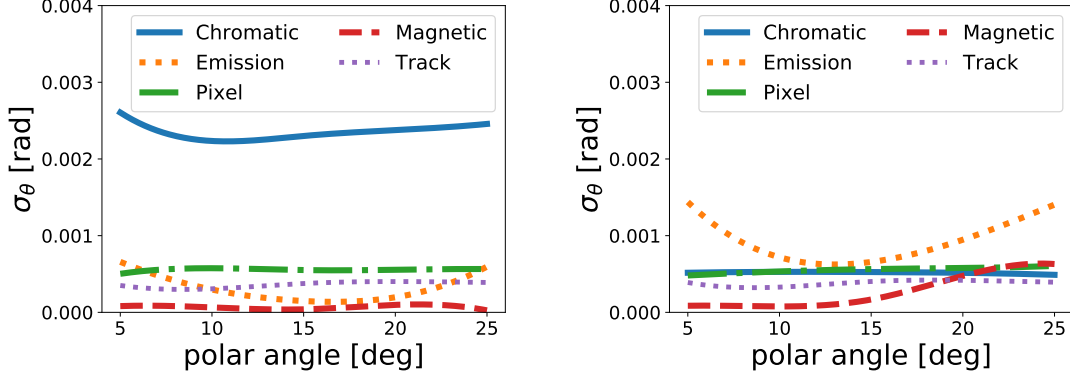 0.004
0.003
0.002
0.001
0.000
σθ [rad]
Chromatic
Emission
Pixel
Magnetic
Track
5 10 15 20 25
polar angle [deg]
0.004
0.003
0.002
0.001
0.000
σθ [rad]
Chromatic
Emission
Pixel
Magnetic
Track
5 10 15 20 25
polar angle [deg]